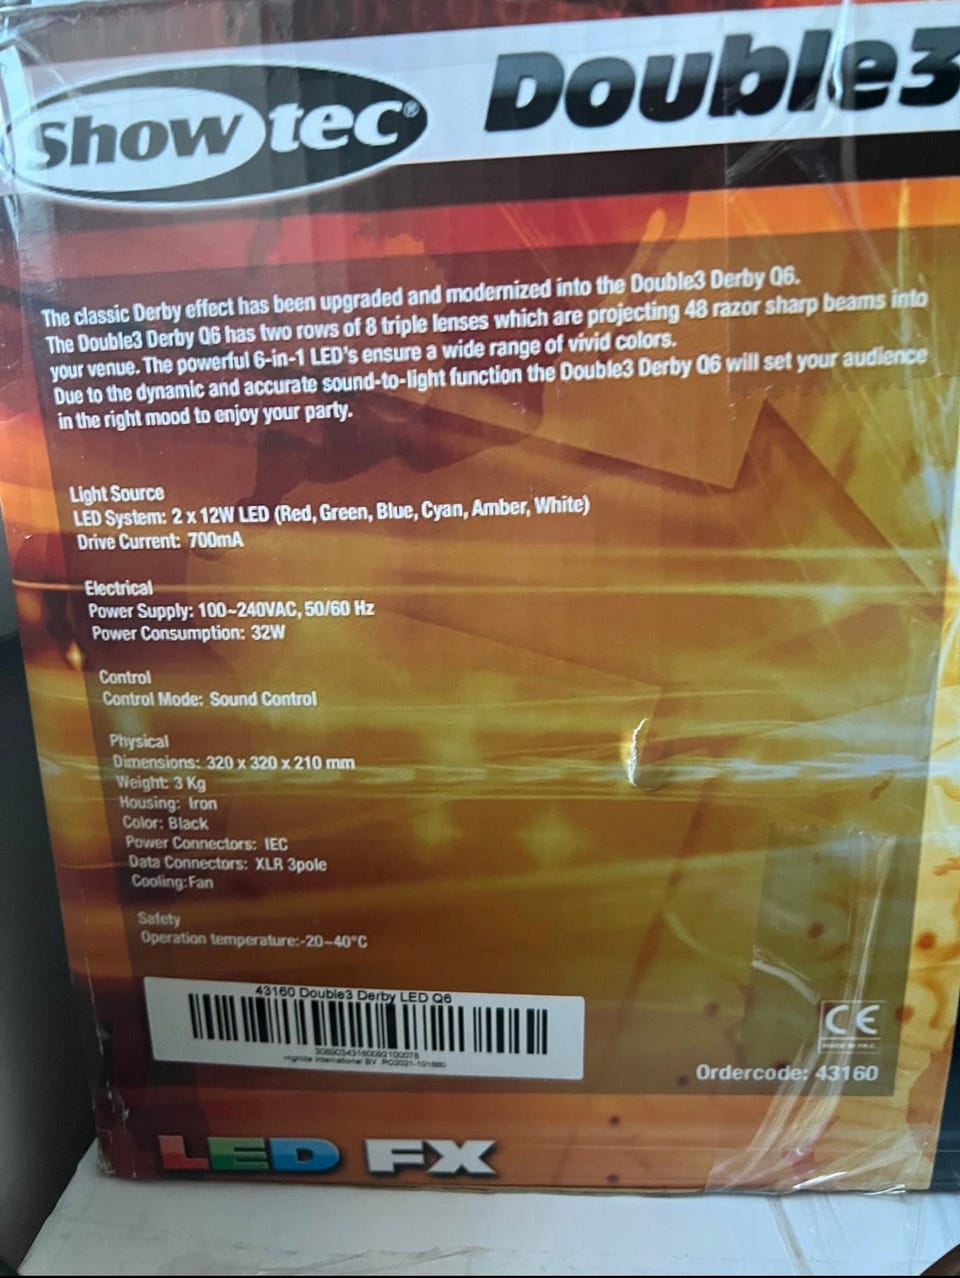 Showtec® Double3
The classic Derby effect has been upgraded and modernized into the Double3 Derby Q6.
The Double3 Derby Q6 has two rows of 8 triple lenses which are projecting 48 razor sharp beams into
your venue. The powerful 6-in-1 LED's ensure a wide range of vivid colors.
Due to the dynamic and accurate sound-to-light function the Double3 Derby Q6 will set your audience
in the right mood to enjoy your party.
Light Source
LED System: 2 x 12W LED (Red, Green, Blue, Cyan, Amber, White)
Drive Current: 700mA
Electrical
Power Supply: 100~240VAC, 50/60 Hz
Power Consumption: 32W
Control
Control Mode: Sound Control
Physical
Dimensions: 320 x 320 x 210 mm
Weight: 3 Kg
Housing: Iron
Color: Black
Power Connectors: IEC
Data Connectors: XLR 3pole
Cooling:Fan
Safety
Operation temperature:-20~40°C
43160 Double3 Derby LED Q6
International BV PO2021-101660
CE
Ordercode: 43160
LED FX